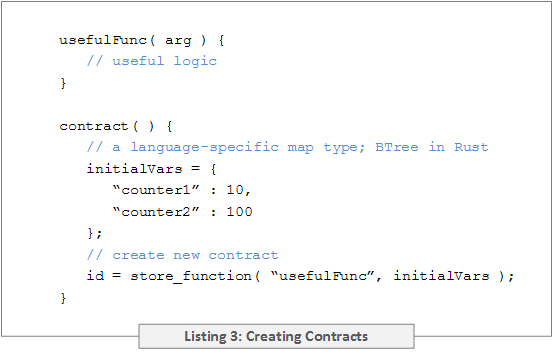 usefulFunc( arg ) {
// useful logic
}
contract( ) {
// a language-specific map type; BTree in Rust
initialVars = {
“counter1” : 10,
“counter2” : 100
};
// create new contract
id = store_function( “usefulFunc”, initialVars );
}
Listing 3: Creating Contracts